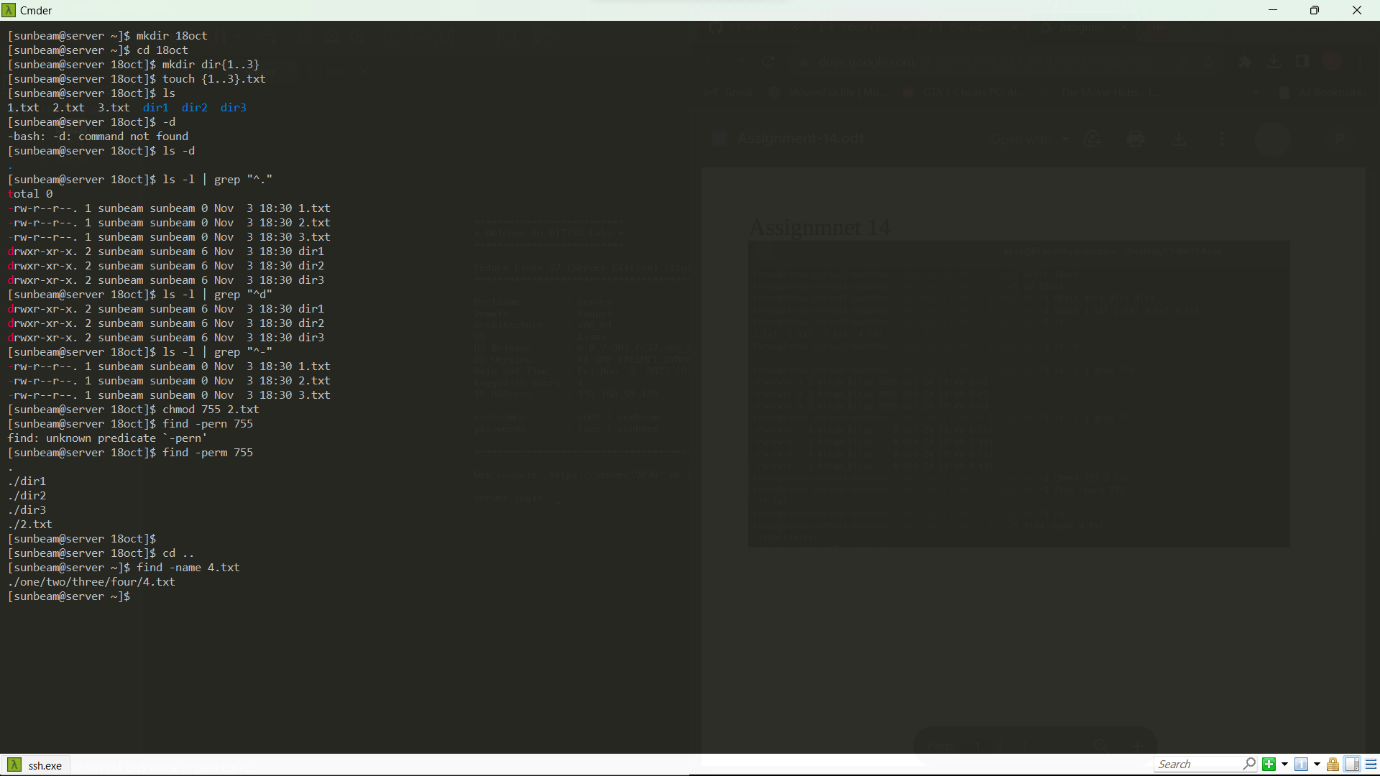 Cmder
[sunbeam@server ~]$ mkdir 18oct
[sunbeam@server ~]$ cd 18oct
[sunbeam@server 18oct]$ mkdir dir{1..3}
[sunbeam@server 18oct]$ touch {1..3}.txt
[sunbeam@server 18oct]$ ls
1.txt  2.txt  3.txt  dir1  dir2  dir3
[sunbeam@server 18oct]$ -d
-bash: -d: command not found
[sunbeam@server 18oct]$ ls -d
.
[sunbeam@server 18oct]$ ls -l | grep "^."
total 0
-rw-r--r--. 1 sunbeam sunbeam 0 Nov  3 18:30 1.txt
-rw-r--r--. 1 sunbeam sunbeam 0 Nov  3 18:30 2.txt
-rw-r--r--. 1 sunbeam sunbeam 0 Nov  3 18:30 3.txt
drwxr-xr-x. 2 sunbeam sunbeam 6 Nov  3 18:30 dir1
drwxr-xr-x. 2 sunbeam sunbeam 6 Nov  3 18:30 dir2
drwxr-xr-x. 2 sunbeam sunbeam 6 Nov  3 18:30 dir3
[sunbeam@server 18oct]$ ls -l | grep "^d"
drwxr-xr-x. 2 sunbeam sunbeam 6 Nov  3 18:30 dir1
drwxr-xr-x. 2 sunbeam sunbeam 6 Nov  3 18:30 dir2
drwxr-xr-x. 2 sunbeam sunbeam 6 Nov  3 18:30 dir3
[sunbeam@server 18oct]$ ls -l | grep "^-"
-rw-r--r--. 1 sunbeam sunbeam 0 Nov  3 18:30 1.txt
-rw-r--r--. 1 sunbeam sunbeam 0 Nov  3 18:30 2.txt
-rw-r--r--. 1 sunbeam sunbeam 0 Nov  3 18:30 3.txt
[sunbeam@server 18oct]$ chmod 755 2.txt
[sunbeam@server 18oct]$ find -pern 755
find: unknown predicate `-pern'
[sunbeam@server 18oct]$ find -perm 755
.
./dir1
./dir2
./dir3
./2.txt
[sunbeam@server 18oct]$
[sunbeam@server 18oct]$ cd ..
[sunbeam@server ~]$ find -name 4.txt
./one/two/three/four/4.txt
[sunbeam@server ~]$
Assignment-14.odt
Assignmnet 14
ssh.exe
Search